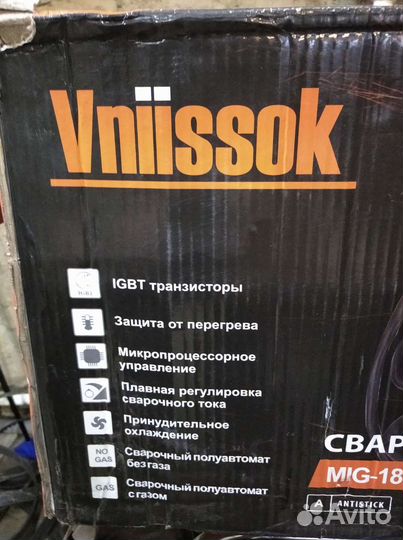 Vniissok
IGBT
IGBT транзисторы
Защита от перегрева
Микропроцессорное
управление
Плавная регулировка
сварочного тока
Принудительное
охлаждение
NO
GAS
Сварочный полуавтомат
без газа
GAS
Сварочный полуавтомат
с газом
СВАР
MIG-18
A ANTISTICK
Avito